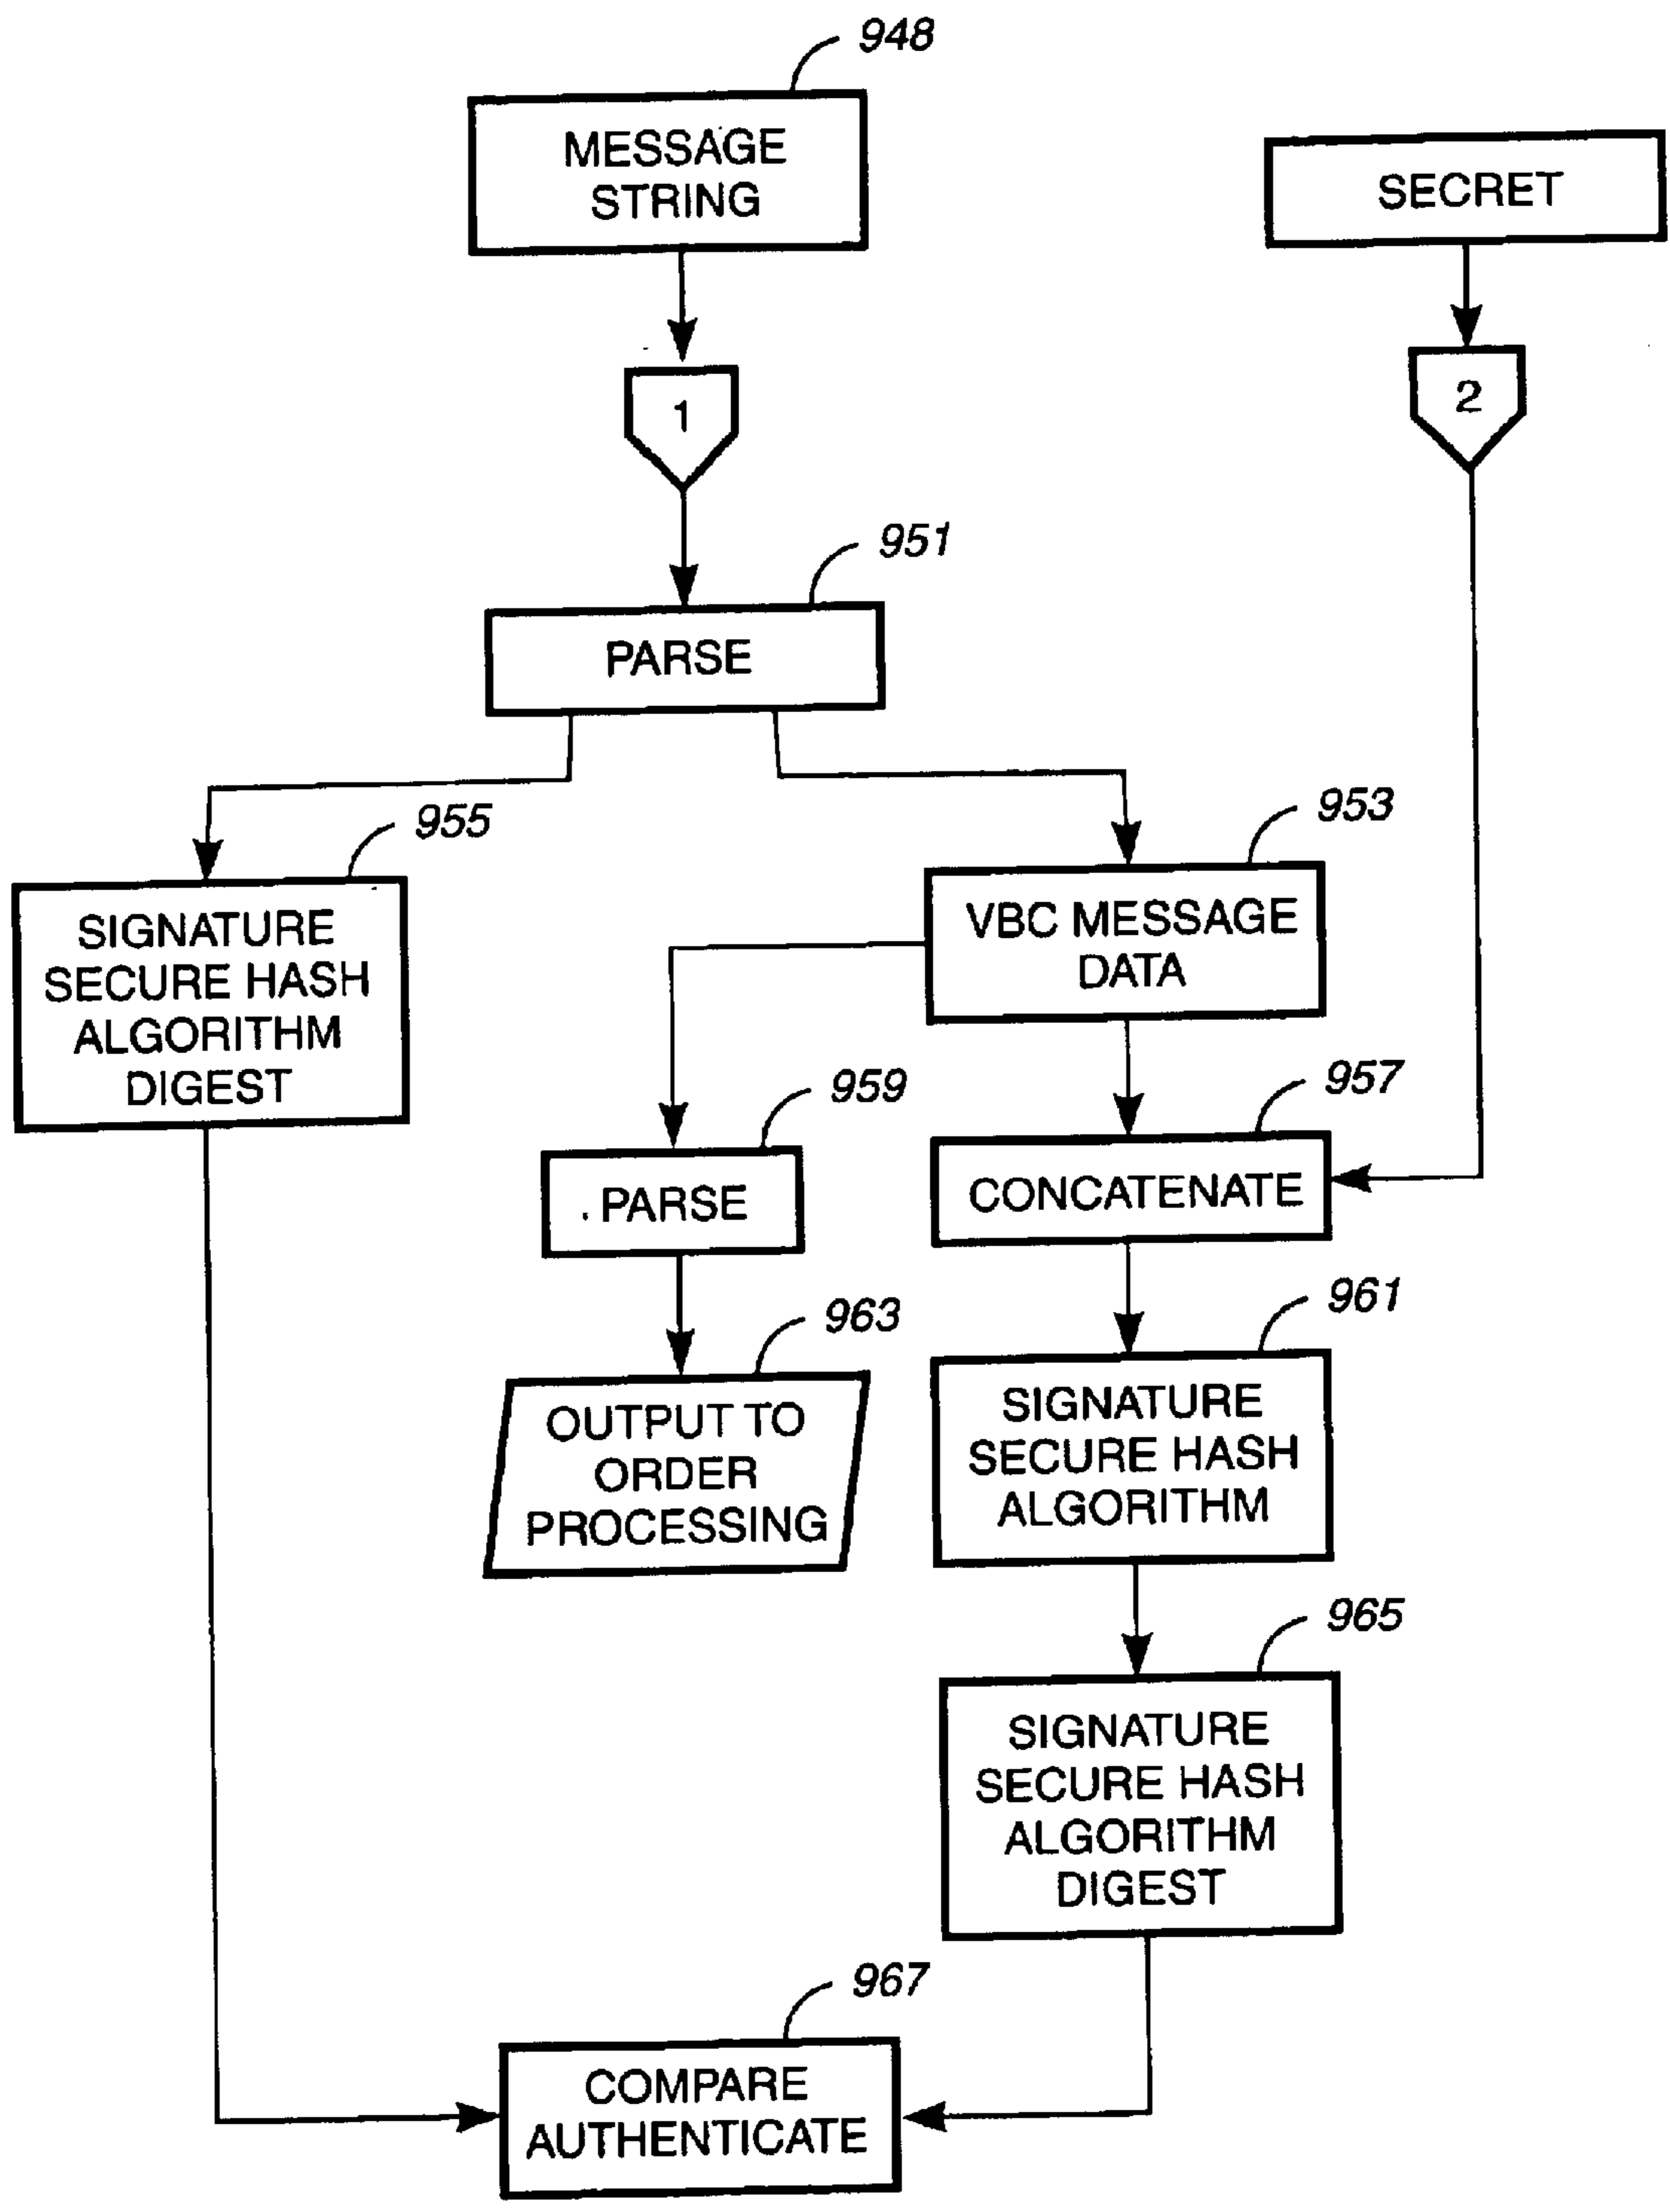 948
MESSAGE
STRING
SECRET
1
2
951
PARSE
955
SIGNATURE
SECURE HASH
ALGORITHM
DIGEST
953
VBC MESSAGE
DATA
959
PARSE
957
CONCATENATE
963
OUTPUT TO
ORDER
PROCESSING
961
SIGNATURE
SECURE HASH
ALGORITHM
965
SIGNATURE
SECURE HASH
ALGORITHM
DIGEST
967
COMPARE
AUTHENTICATE